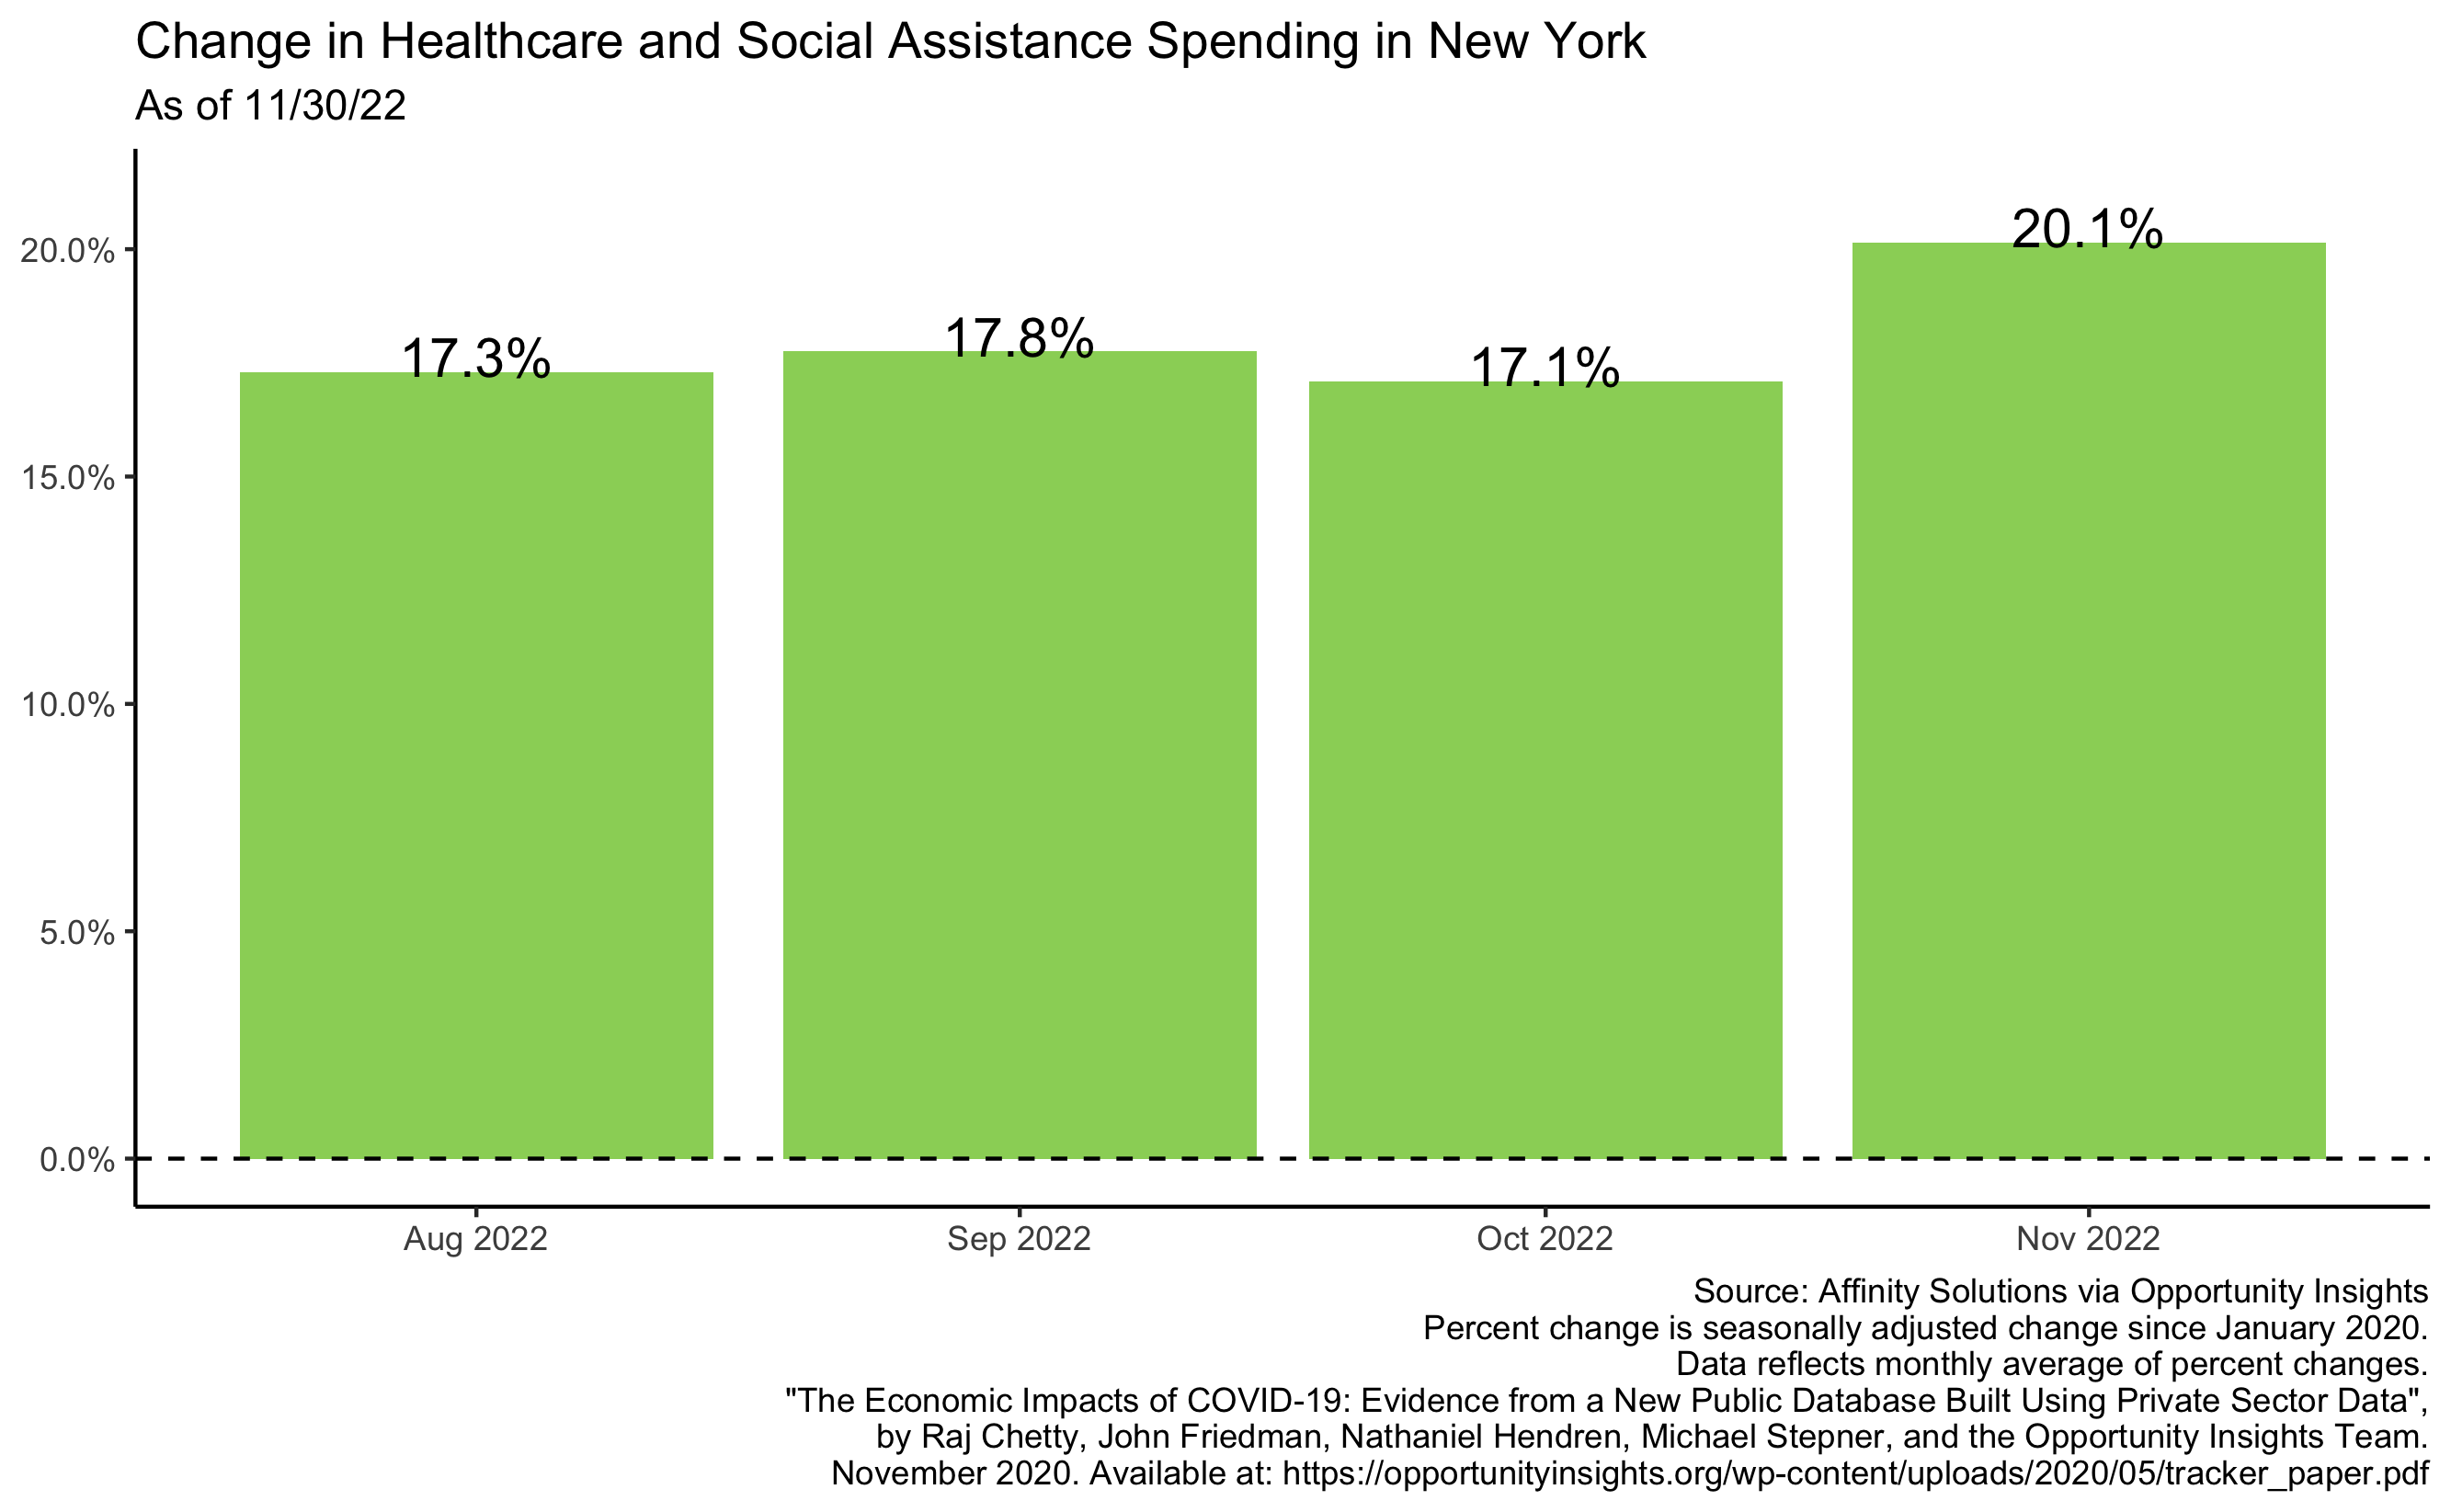 Change in Healthcare and Social Assistance Spending in New York
As of 11/30/22
20.0%
15.0%
10.0%
5.0%
0.0%
17.3%
17.8%
17.1%
20.1%
Aug 2022
Sep 2022
Oct 2022
Nov 2022
Source: Affinity Solutions via Opportunity Insights
Percent change is seasonally adjusted change since January 2020.
Data reflects monthly average of percent changes.
"The Economic Impacts of COVID-19: Evidence from a New Public Database Built Using Private Sector Data",
by Raj Chetty, John Friedman, Nathaniel Hendren, Michael Stepner, and the Opportunity Insights Team.
November 2020. Available at: https://opportunityinsights.org/wp-content/uploads/2020/05/tracker_paper.pdf